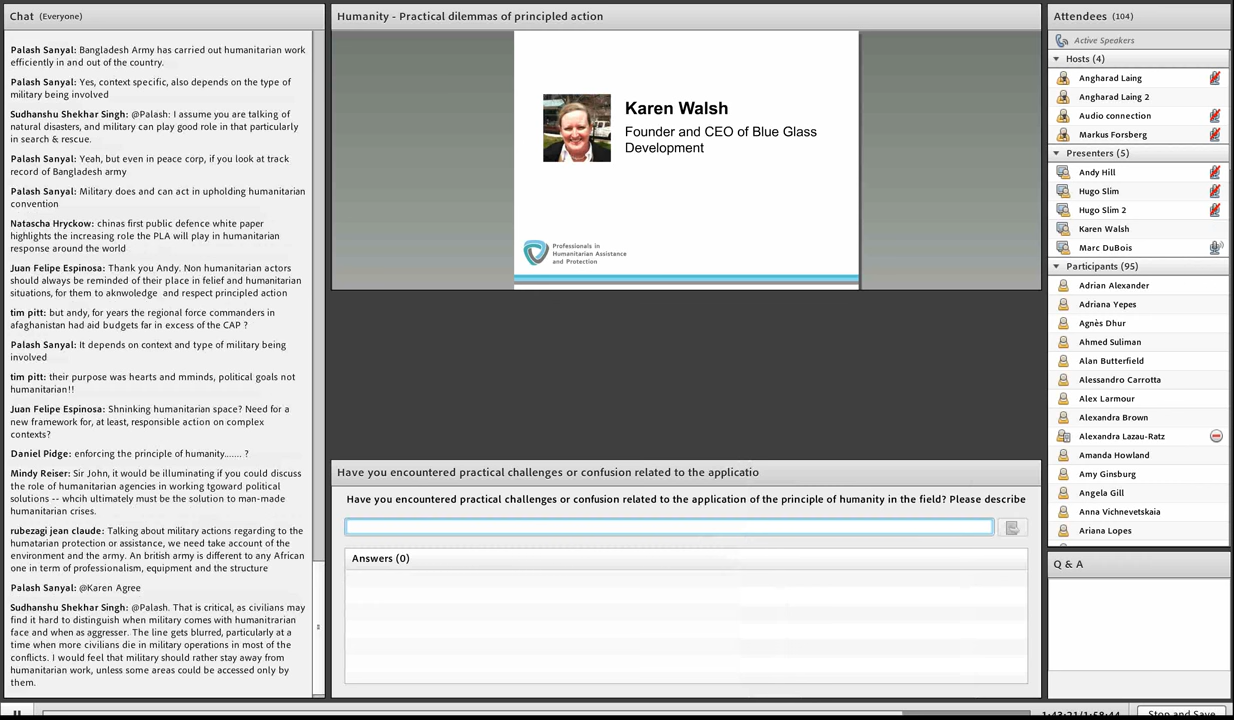 Chat (Everyone)
Palash Sanyal: Bangladesh Army has carried out humanitarian work
efficiently in and out of the country.
Palash Sanyal: Yes, context specific, also depends on the type of
military being involved
Sudhanshu Shekhar Singh: @Palash: I assume you are talking of
natural disasters, and military can play good role in that particularly
in search & rescue.
Palash Sanyal: Yeah, but even in peace corp, if you look at track
record of Bangladesh army
Palash Sanyal: Military does and can act in upholding humanitarian
convention
Natascha Hryckow: chinas first public defence white paper
highlights the increasing role the PLA will play in humanitarian
response around the world
Juan Felipe Espinosa: Thank you Andy. Non humanitarian actors
should always be reminded of their place in felief and humanitarian
situations, for them to aknwoledge and respect principled action
tim pitt: but andy, for years the regional force commanders in
afaghanistan had aid budgets far in excess of the CAP ?
Palash Sanyal: It depends on context and type of military being
involved
tim pitt: their purpose was hearts and mminds, political goals not
humanitarian!!
Juan Felipe Espinosa: Shninking humanitarian space? Need for a
new framework for, at least, responsible action on complex
contexts?
Daniel Pidge: enforcing the principle of humanity....... ?
Mindy Reiser: Sir John, it would be illuminating if you could discuss
the role of humanitarian agencies in working tgoward political
solutions -- whcih ultimately must be the solution to man-made
humanitarian crises.
rubezagi jean claude: Talking about military actions regarding to the
humatarian protection or assistance, we need take account of the
environment and the army. An british army is different to any African
one in term of professionalism, equipment and the structure
Palash Sanyal: @Karen Agree
Sudhanshu Shekhar Singh: @Palash. That is critical, as civilians may
find it hard to distinguish when military comes with humanitrarian
face and when as aggresser. The line gets blurred, particularly at a
time when more civilians die in military operations in most of the
conflicts. I would feel that military should rather stay away from
humanitarian work, unless some areas could be accessed only by
them.
Humanity - Practical dilemmas of principled action
Karen Walsh
Founder and CEO of Blue Glass
Development
Professionals in
Humanitarian Assistance
and Protection
Have you encountered practical challenges or confusion related to the applicatio
Have you encountered practical challenges or confusion related to the application of the principle of humanity in the field? Please describe
Answers (0)
Attendees (104)
Active Speakers
Hosts (4)
Angharad Laing
Angharad Laing 2
Audio connection
Markus Forsberg
Presenters (5)
Andy Hill
Hugo Slim
Hugo Slim 2
Karen Walsh
Marc DuBois
Participants (95)
Adrian Alexander
Adriana Yepes
Agnès Dhur
Ahmed Suliman
Alan Butterfield
Alessandro Carrotta
Alex Larmour
Alexandra Brown
Alexandra Lazau-Ratz
Amanda Howland
Amy Ginsburg
Angela Gill
Anna Vichnevetskaia
Ariana Lopes
Q & A
1:43:21/1:58:44
Stop and Save